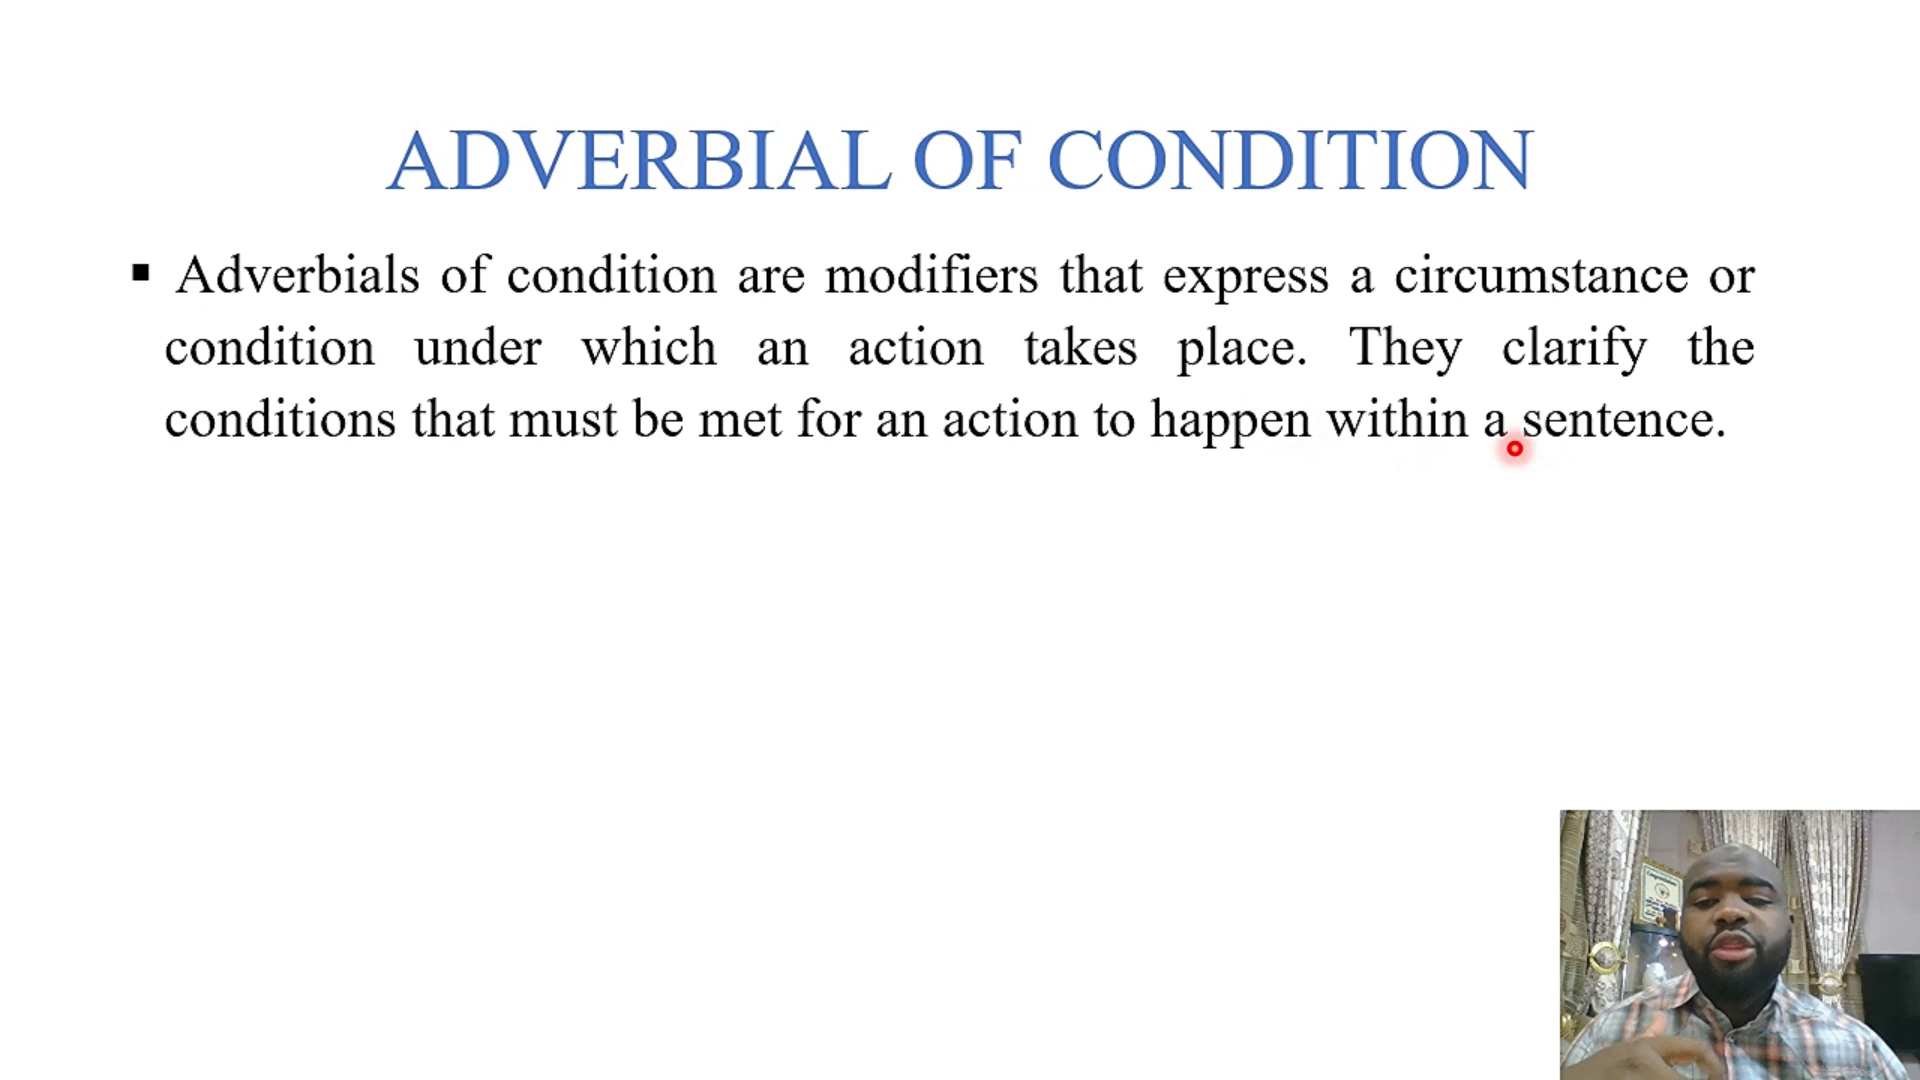 ADVERBIAL OF CONDITION
▪ Adverbials of condition are modifiers that express a circumstance or
condition under which an action takes place. They clarify the
conditions that must be met for an action to happen within a sentence.